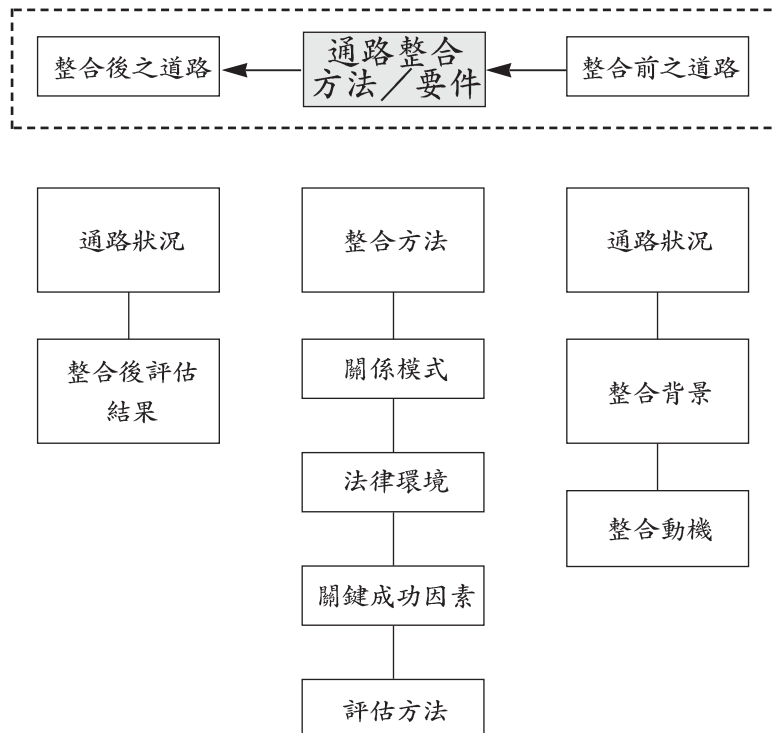 整合後之道路
通路整合
方法／要件
整合前之道路
通路狀況
整合後評估
結果
整合方法
關係模式
法律環境
關鍵成功因素
評估方法
通路狀況
整合背景
整合動機